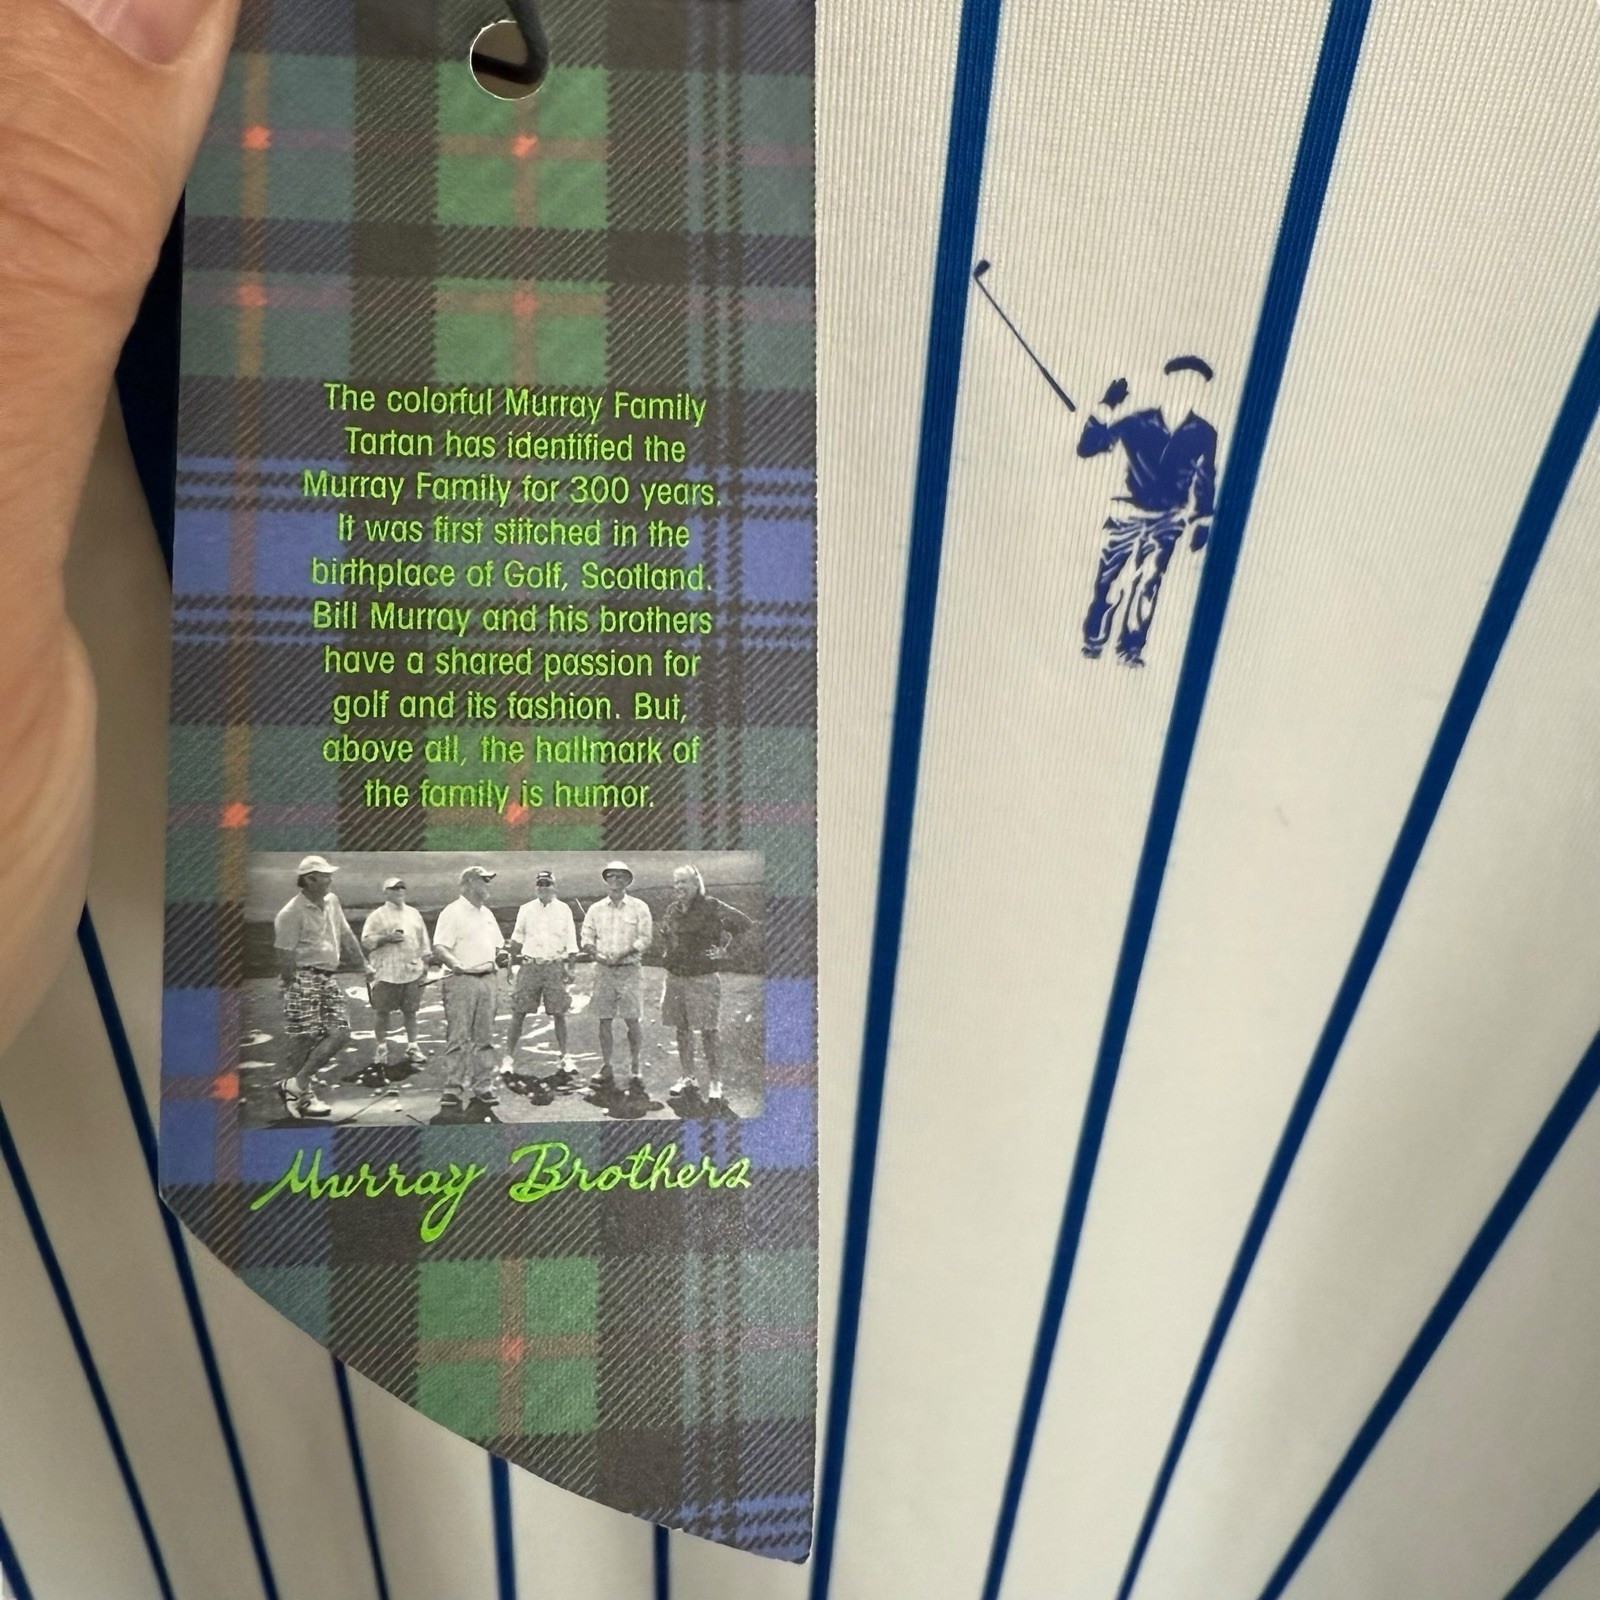 The colorful Murray Family
Tartan has identified the
Murray Family for 300 years.
It was first stitched in the
birthplace of Golf, Scotland.
Bill Murray and his brothers
have a shared passion for
golf and its fashion. But,
above all, the hallmark of
the family is humor.
Murray Brothers